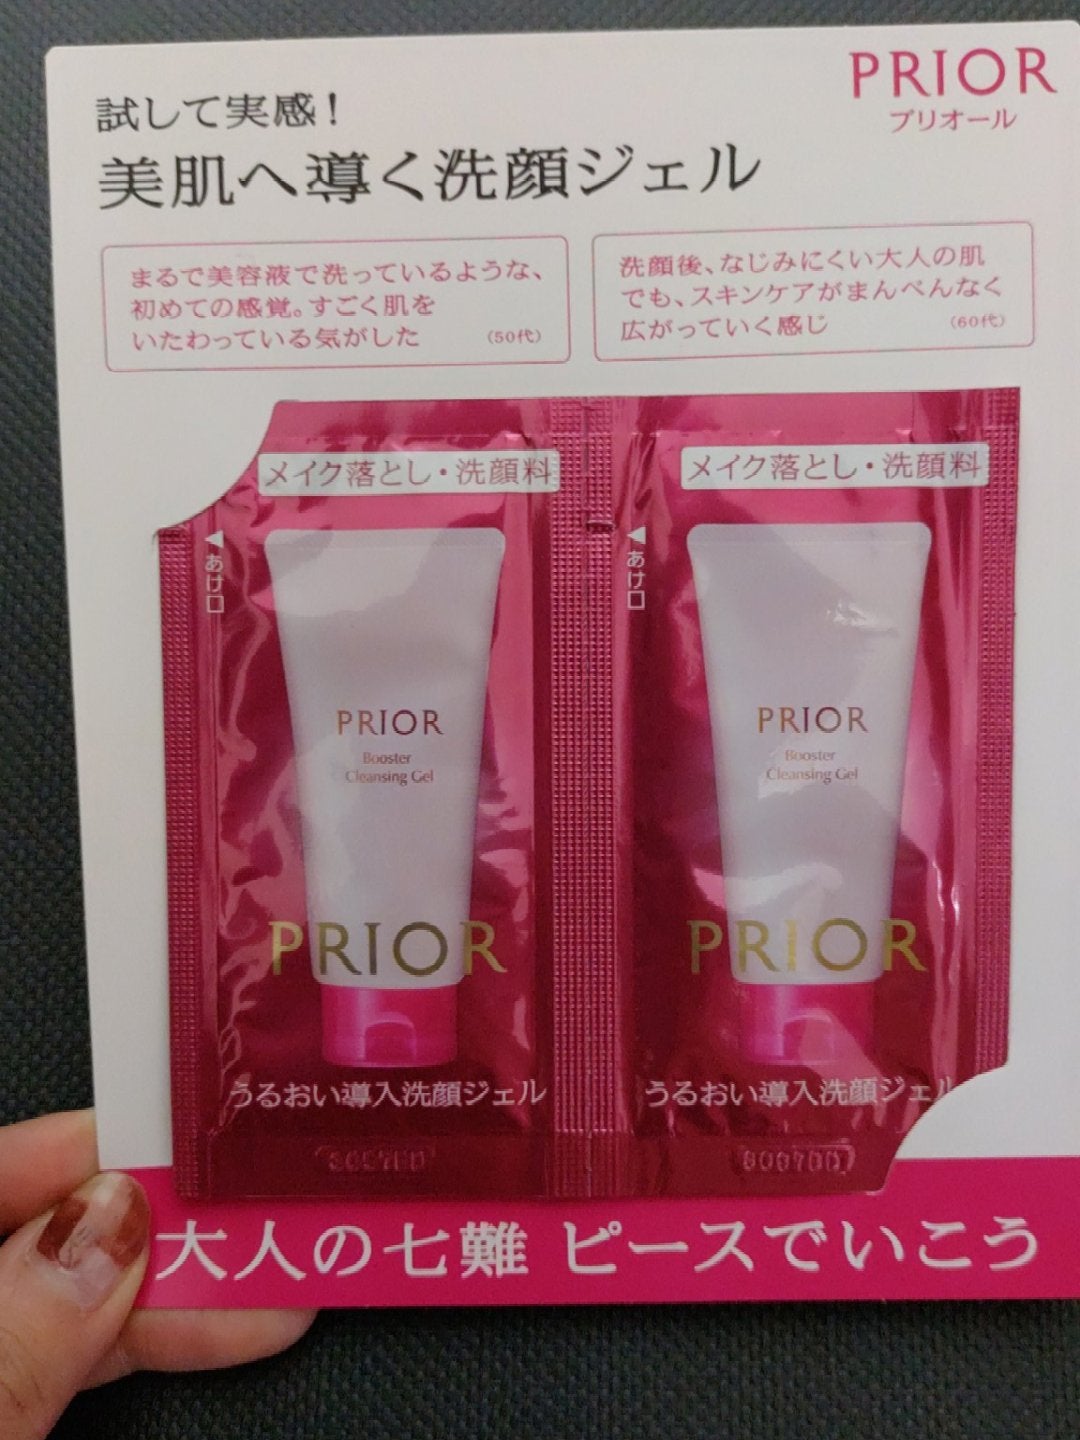 PRIOR
プリオール
試して実感!
美肌へ導く洗顔ジェル
まるで美容液で洗っているような、
初めての感覚。すごく肌を
いたわっている気がした (50代)
洗顔後、なじみにくい大人の肌
でも、スキンケアがまんべんなく
広がっていく感じ (60代)
メイク落とし・洗顔料
あけ口
PRIOR
Booster
Cleansing Gel
PRIOR
うるおい導入洗顔ジェル
メイク落とし・洗顔料
あけ口
PRIOR
Booster
Cleansing Gel
PRIOR
うるおい導入洗顔ジェル
大人の七難 ピースでいこう